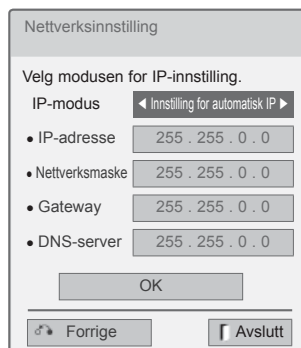 Nettverksinnstilling
Velg modusen for IP-innstilling.
IP-modus ◀ Innstilling for automatisk IP ▶
• IP-adresse 255 . 255 . 0 . 0
• Nettverksmaske 255 . 255 . 0 . 0
• Gateway 255 . 255 . 0 . 0
• DNS-server 255 . 255 . 0 . 0
OK
Forrige Avslutt